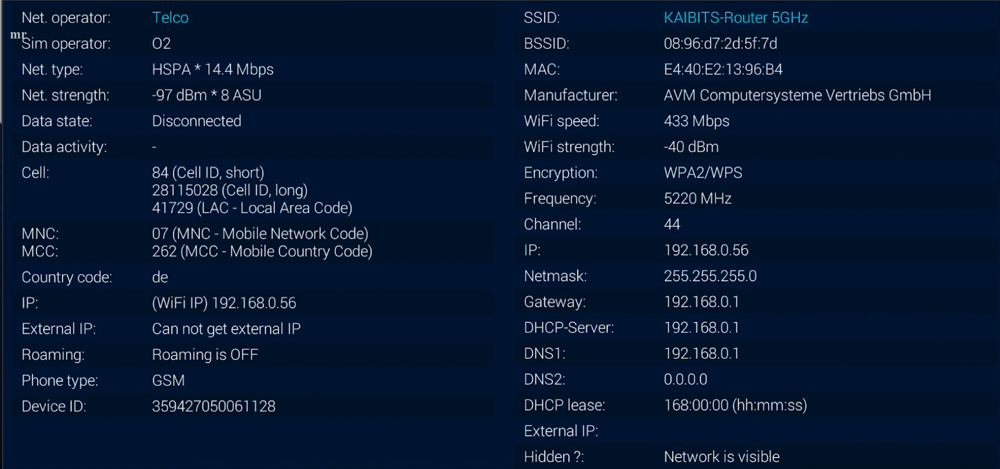 Net. operator: Telco
mr
Sim operator: O2
Net. type: HSPA * 14.4 Mbps
Net. strength: -97 dBm * 8 ASU
Data state: Disconnected
Data activity: -
Cell: 84 (Cell ID, short)
28115028 (Cell ID, long)
41729 (LAC - Local Area Code)
MNC: 07 (MNC - Mobile Network Code)
MCC: 262 (MCC - Mobile Country Code)
Country code: de
IP: (WiFi IP) 192.168.0.56
External IP: Can not get external IP
Roaming: Roaming is OFF
Phone type: GSM
Device ID: 359427050061128
SSID: KAIBITS-Router 5GHz
BSSID: 08:96:d7:2d:5f:7d
MAC: E4:40:E2:13:96:B4
Manufacturer: AVM Computersysteme Vertriebs GmbH
WiFi speed: 433 Mbps
WiFi strength: -40 dBm
Encryption: WPA2/WPS
Frequency: 5220 MHz
Channel: 44
IP: 192.168.0.56
Netmask: 255.255.255.0
Gateway: 192.168.0.1
DHCP-Server: 192.168.0.1
DNS1: 192.168.0.1
DNS2: 0.0.0.0
DHCP lease: 168:00:00 (hh:mm:ss)
External IP:
Hidden ?: Network is visible